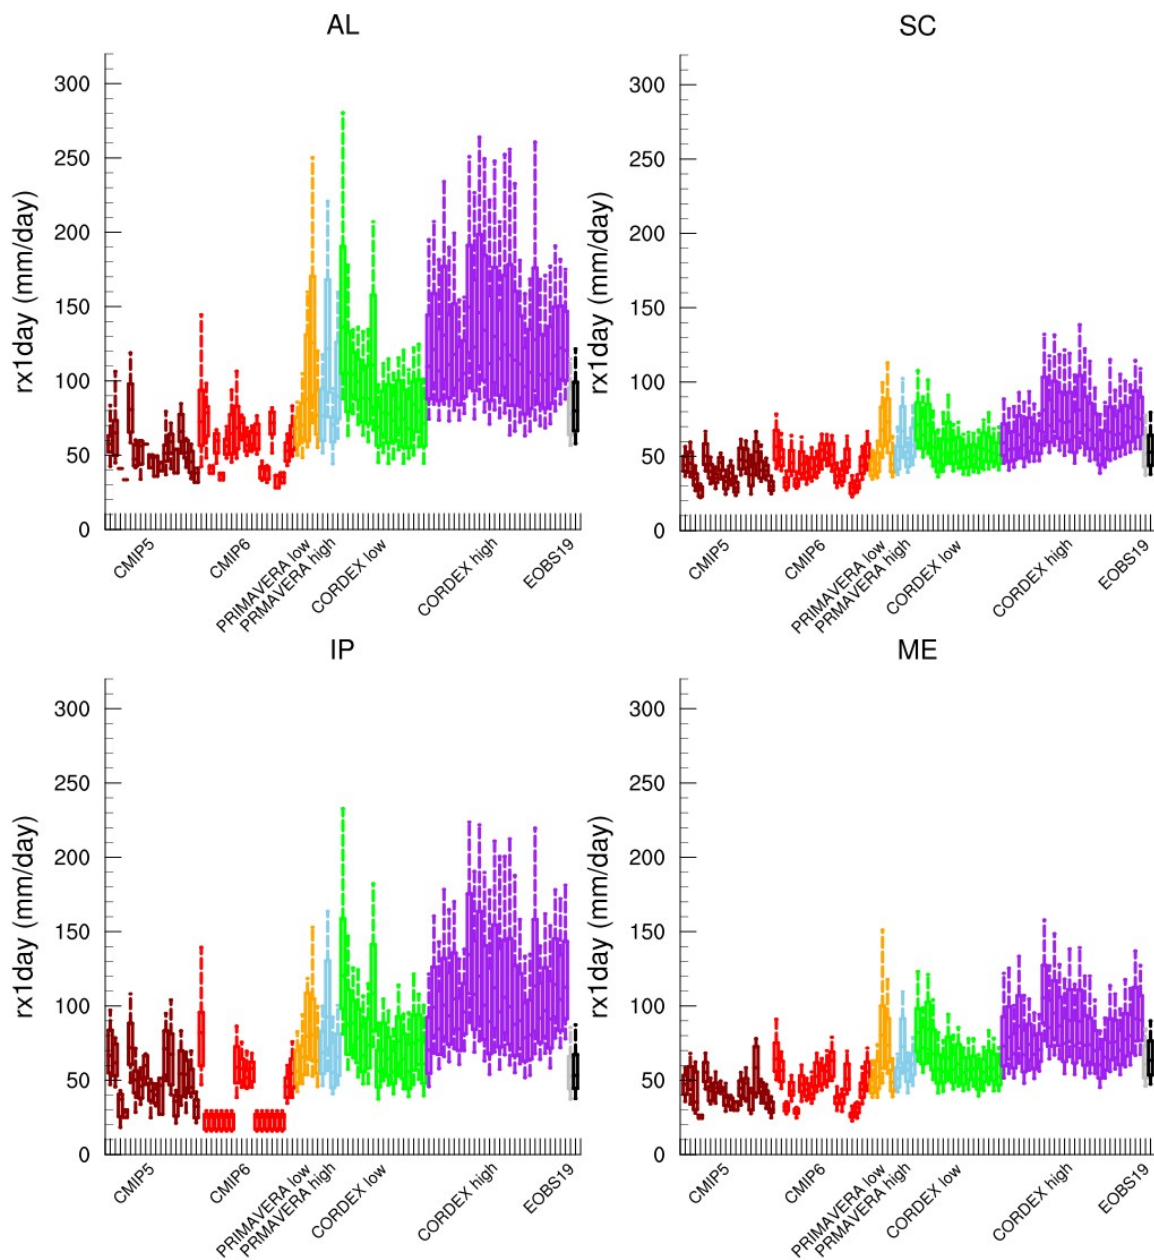 AL
300
250
200
150
100
50
0
rx1day (mm/day)
CMIP5
CMIP6
PRIMAVERA low
PRMAVERA high
CORDEX low
CORDEX high
EOBS19
SC
300
250
200
150
100
50
0
rx1day (mm/day)
CMIP5
CMIP6
PRIMAVERA low
PRMAVERA high
CORDEX low
CORDEX high
EOBS19
IP
300
250
200
150
100
50
0
rx1day (mm/day)
CMIP5
CMIP6
PRIMAVERA low
PRMAVERA high
CORDEX low
CORDEX high
EOBS19
ME
300
250
200
150
100
50
0
rx1day (mm/day)
CMIP5
CMIP6
PRIMAVERA low
PRMAVERA high
CORDEX low
CORDEX high
EOBS19